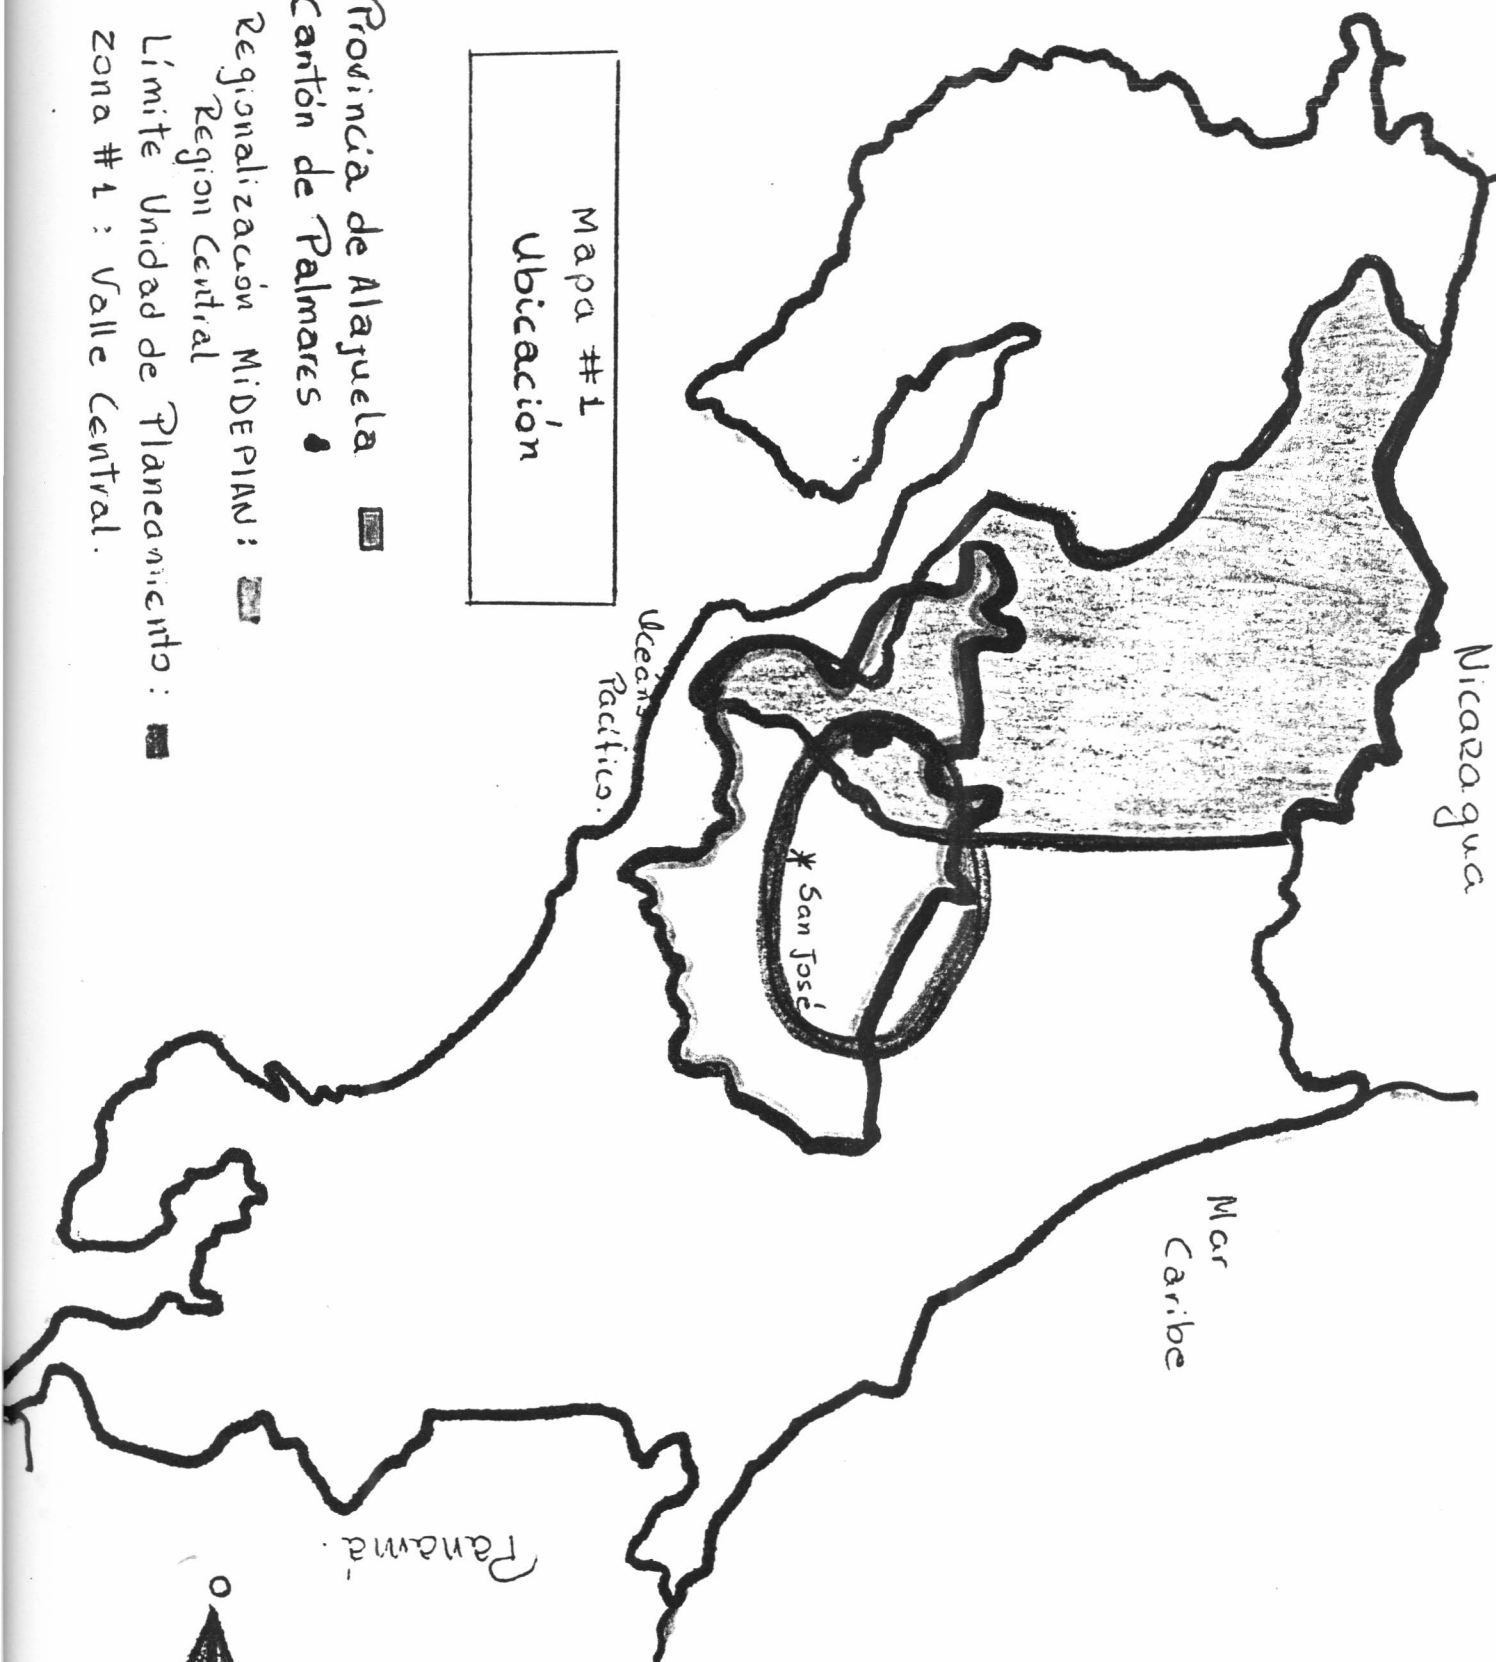 Nicaragua
Mar
Caribe
* San José
Océano
Pacífico.
Mapa #1
Ubicación
Provincia de Alajuela
Cantón de Palmares
Regionalización MiDEPlAN:
Region Central
Límite Unidad de Planeamiento:
Zona #1: Valle Central.
Panamá.
O